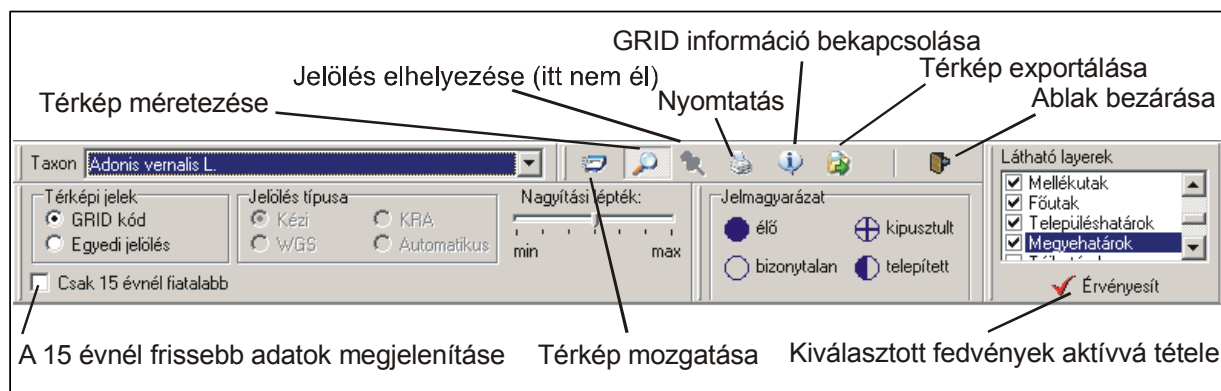 GRID információ bekapcsolása
Jelölés elhelyezése (itt nem él)
Térkép exportálása
Térkép méretezése
Nyomtatás
Ablak bezárása
Taxon Adonis vernalis L.
Látható layerek
Mellékutak
Főutak
Településhatárok
Megyehatárok
Térképi jelek
GRID kód
Egyedi jelölés
Jelölés típusa
Kézi
KRA
WGS
Automatikus
Nagyítási lépték:
min
max
Jelmagyarázat
élő
kipusztult
bizonytalan
telepített
Csak 15 évnél fiatalabb
Érvényesít
A 15 évnél frissebb adatok megjelenításe
Térkép mozgatása
Kiválasztott fedvények aktívvá tétele